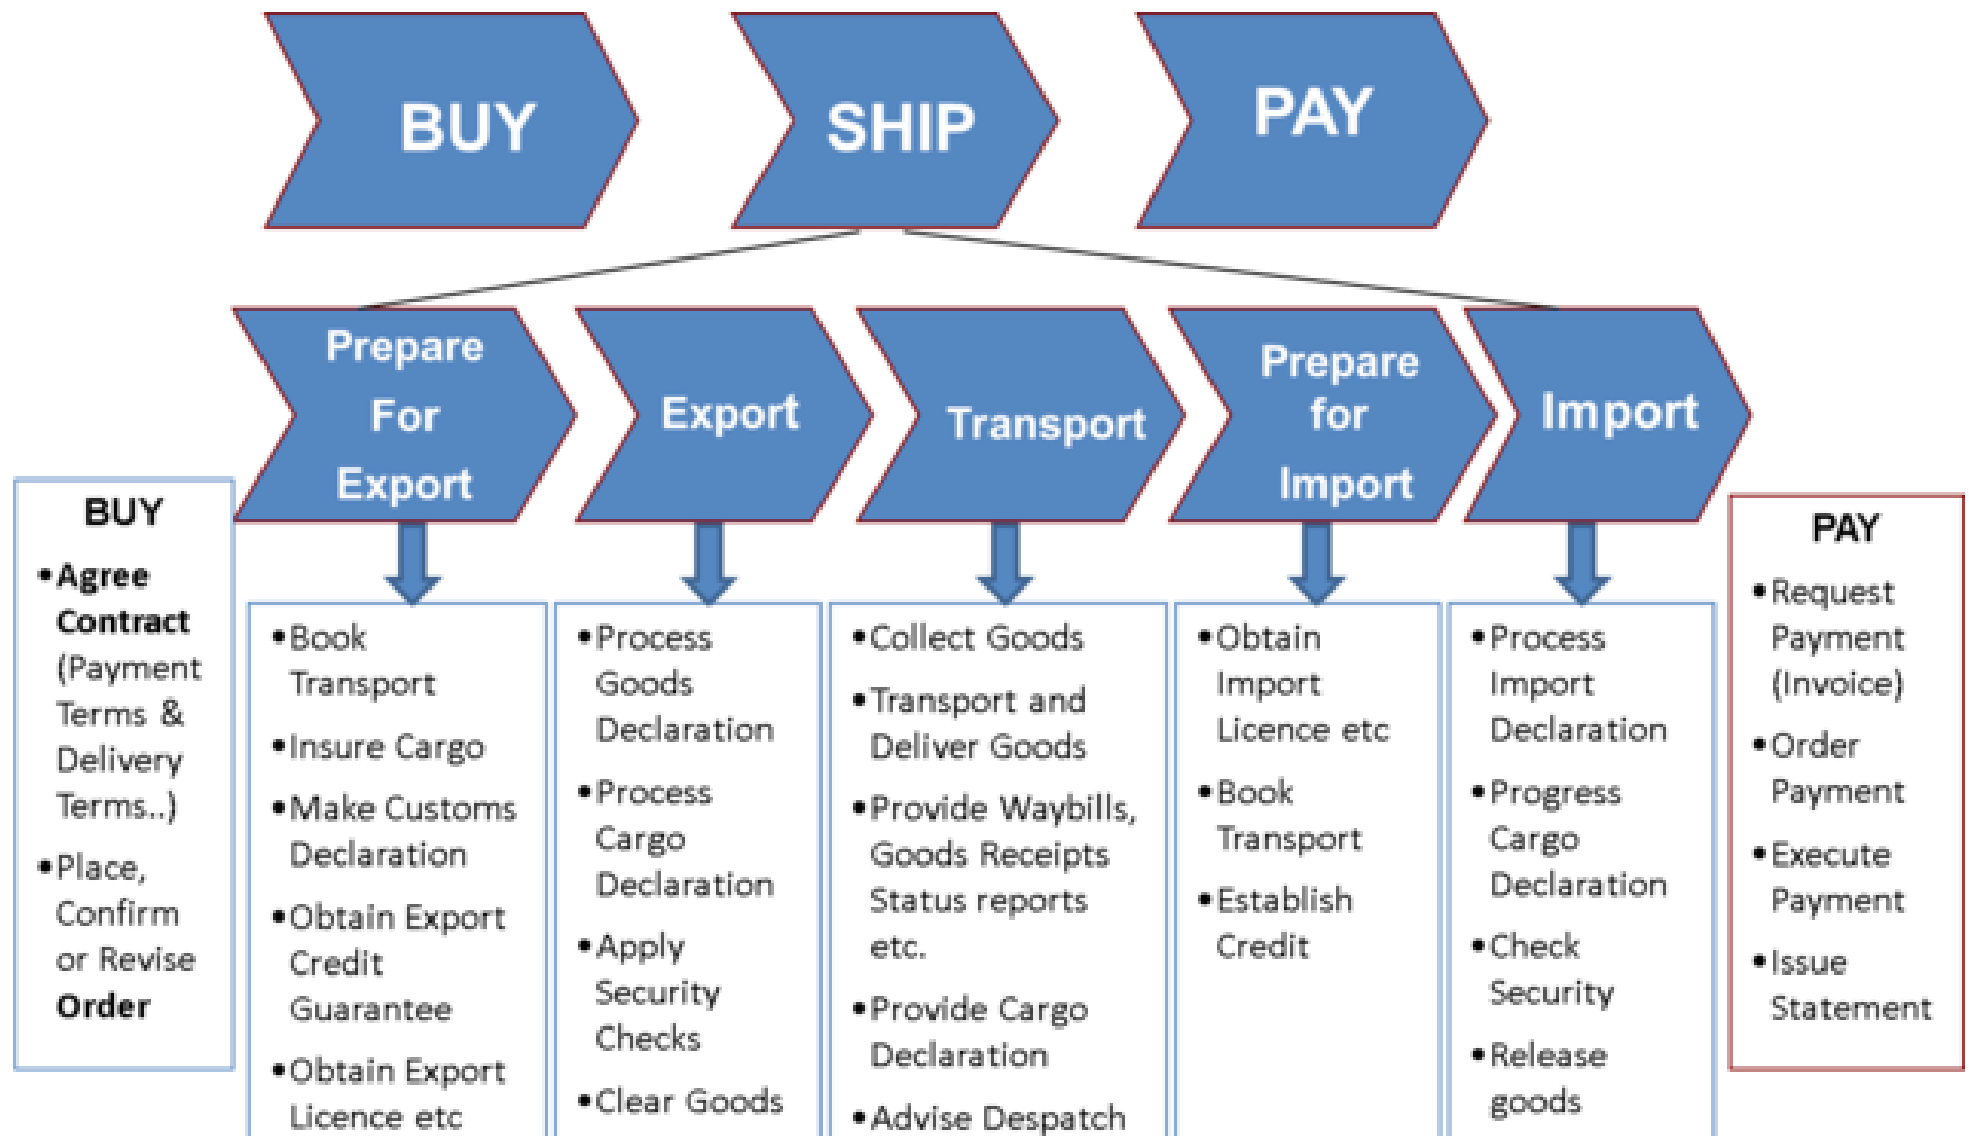 BUY
SHIP
PAY
Prepare
For
Export
Export
Transport
Prepare
for
Import
Import
BUY
•Agree
Contract
(Payment
Terms &
Delivery
Terms..)
•Place,
Confirm
or Revise
Order
•Book
Transport
•Insure Cargo
•Make Customs
Declaration
•Obtain Export
Credit
Guarantee
•Obtain Export
Licence etc
•Process
Goods
Declaration
•Process
Cargo
Declaration
•Apply
Security
Checks
•Clear Goods
•Collect Goods
•Transport and
Deliver Goods
•Provide Waybills,
Goods Receipts
Status reports
etc.
•Provide Cargo
Declaration
•Advise Despatch
•Obtain
Import
Licence etc
•Book
Transport
•Establish
Credit
•Process
Import
Declaration
•Progress
Cargo
Declaration
•Check
Security
•Release
goods
PAY
•Request
Payment
(Invoice)
•Order
Payment
•Execute
Payment
•Issue
Statement